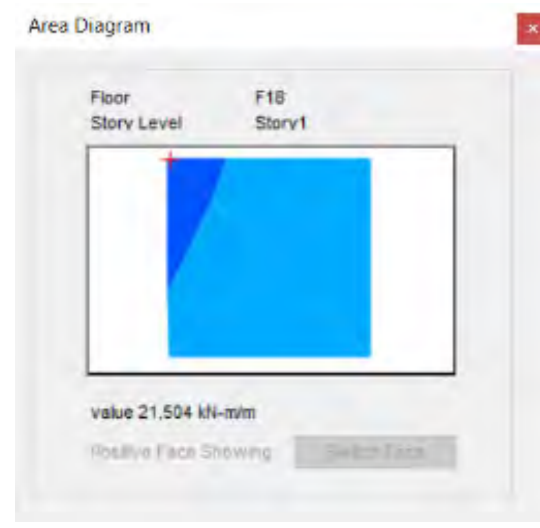 Area Diagram
Floor F18
Story Level Story1
value 21,504 kN-m/m
Positive Face Showing Switch Face